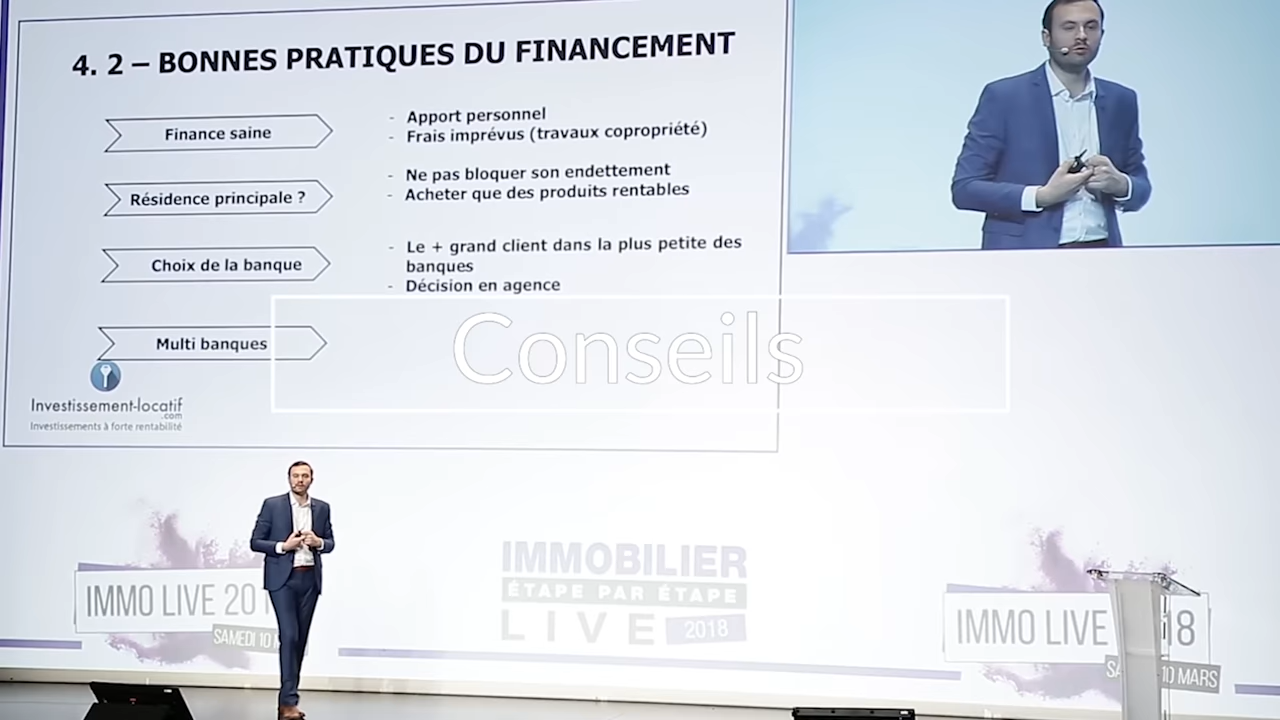 4. 2 – BONNES PRATIQUES DU FINANCEMENT
Finance saine
- Apport personnel
- Frais imprévus (travaux copropriété)
Résidence principale ?
- Ne pas bloquer son endettement
- Acheter que des produits rentables
Choix de la banque
- Le + grand client dans la plus petite des
banques
- Décision en agence
Multi banques
Conseils
Investissement-locatif
.com
Investissements à forte rentabilité
IMMO LIVE 201
SAMEDI 10 M
IMMOBILIER
ÉTAPE PAR ÉTAPE
LIVE 2018
IMMO LIVE 18
SA 10 MARS